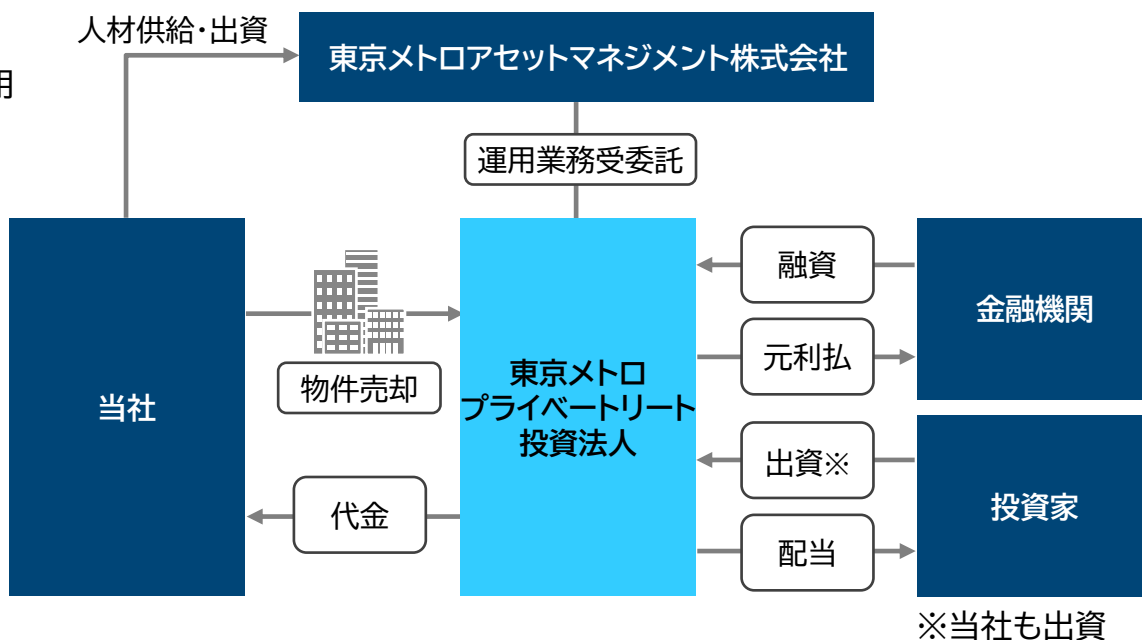 人材供給・出資
用
東京メトロアセットマネジメント株式会社
運用業務受委託
当社
物件売却
代金
東京メトロ
プライベートリート
投資法人
融資
元利払
出資※
配当
金融機関
投資家
※当社も出資